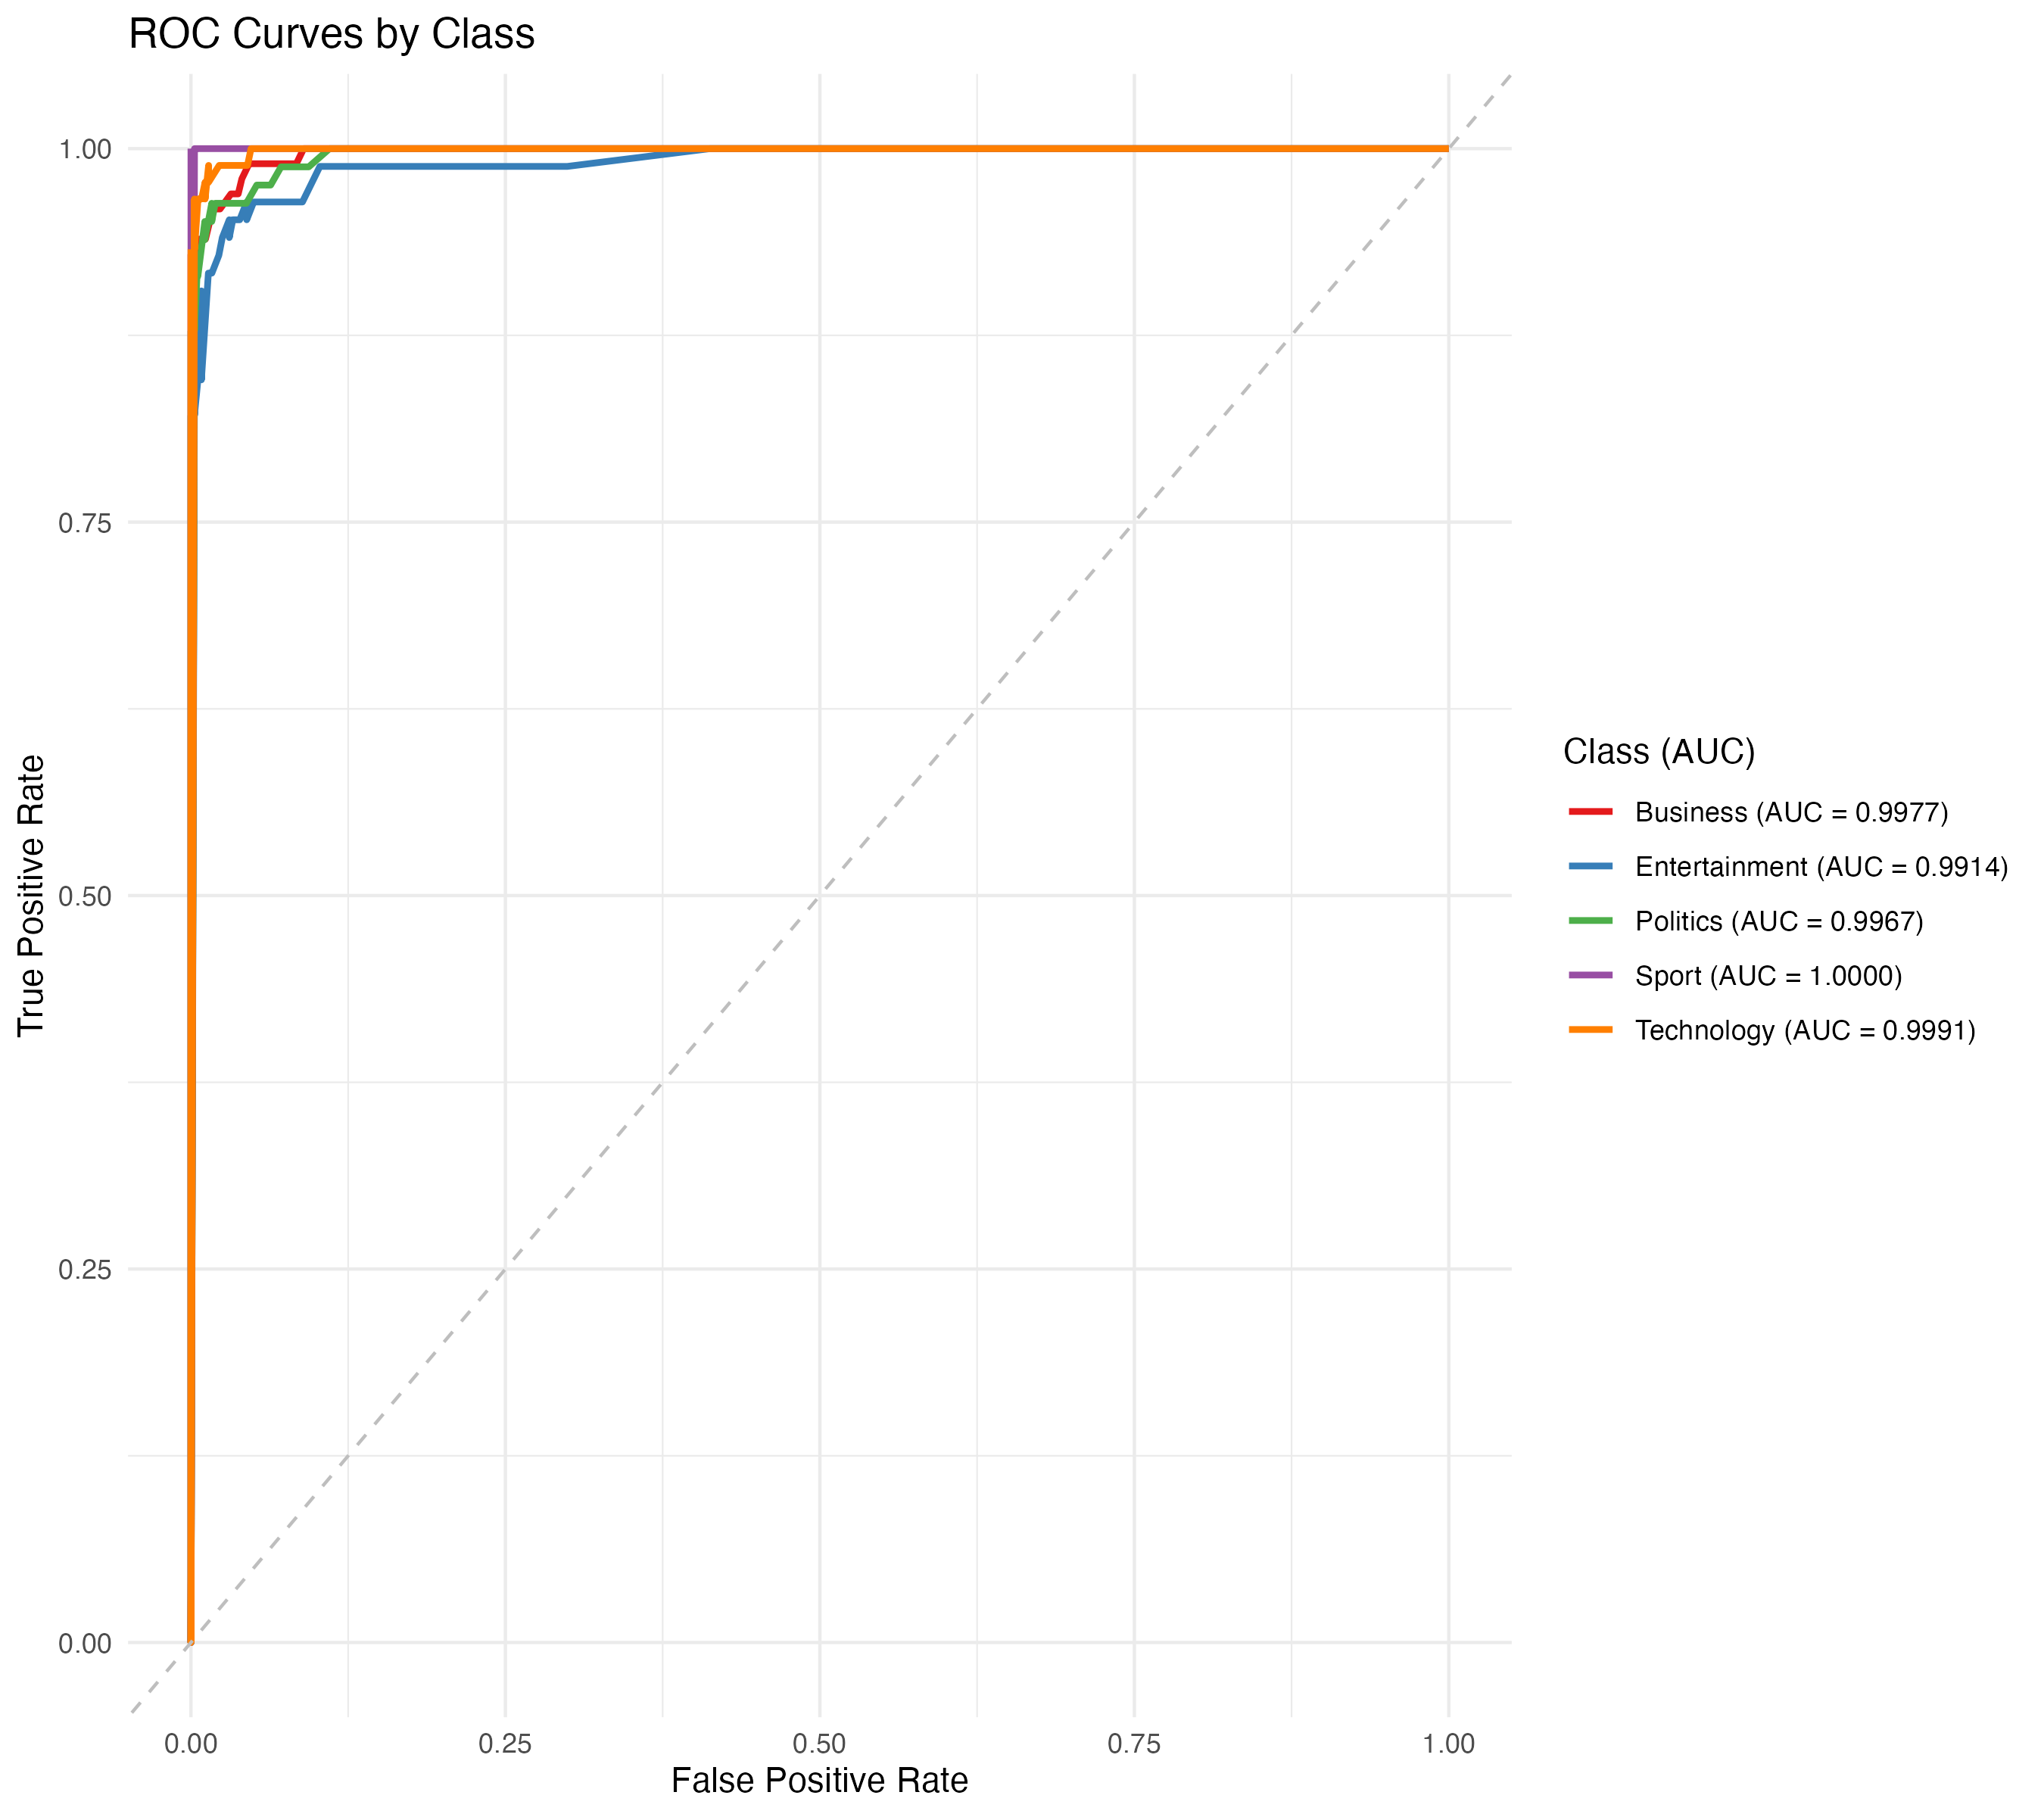 ROC Curves by Class
1.00
0.75
0.50
0.25
0.00
True Positive Rate
0.00
0.25
0.50
0.75
1.00
False Positive Rate
Class (AUC)
Business (AUC = 0.9977)
Entertainment (AUC = 0.9914)
Politics (AUC = 0.9967)
Sport (AUC = 1.0000)
Technology (AUC = 0.9991)